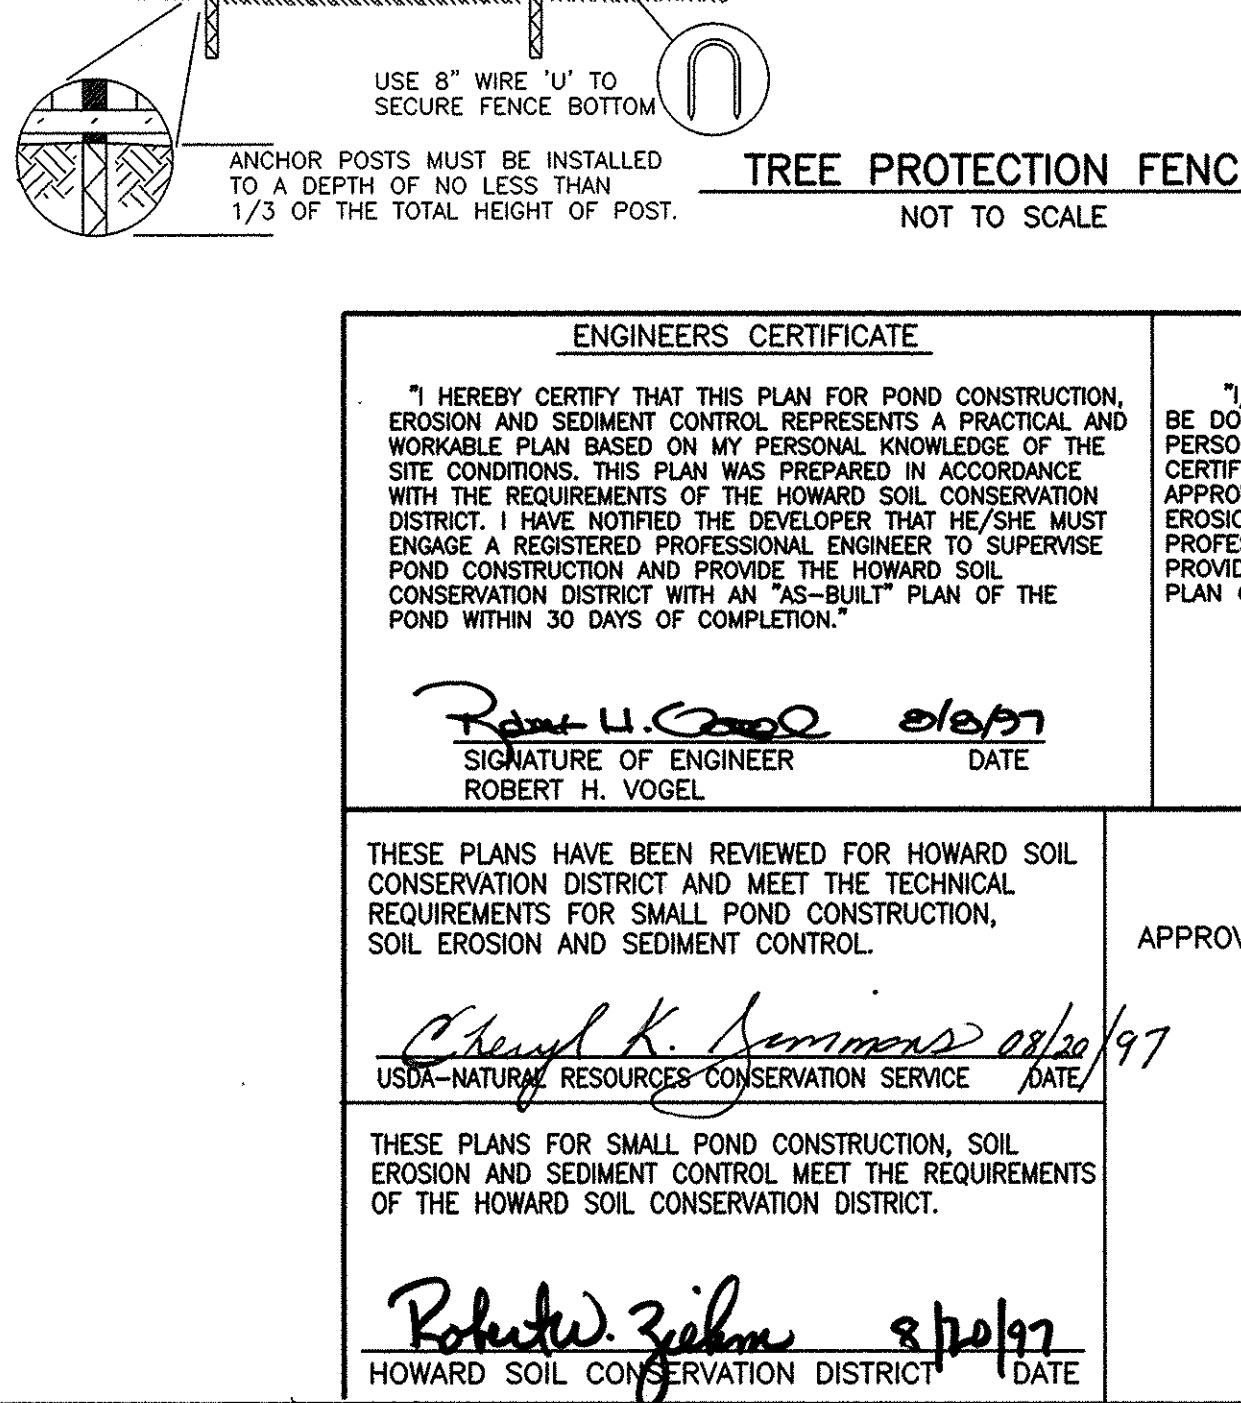 USE 8" WIRE 'U' TO
SECURE FENCE BOTTOM
ANCHOR POSTS MUST BE INSTALLED
TO A DEPTH OF NO LESS THAN
1/3 OF THE TOTAL HEIGHT OF POST.
TREE PROTECTION FENC
NOT TO SCALE
ENGINEERS CERTIFICATE
"I HEREBY CERTIFY THAT THIS PLAN FOR POND CONSTRUCTION,
EROSION AND SEDIMENT CONTROL REPRESENTS A PRACTICAL AND
WORKABLE PLAN BASED ON MY PERSONAL KNOWLEDGE OF THE
SITE CONDITIONS. THIS PLAN WAS PREPARED IN ACCORDANCE
WITH THE REQUIREMENTS OF THE HOWARD SOIL CONSERVATION
DISTRICT. I HAVE NOTIFIED THE DEVELOPER THAT HE/SHE MUST
ENGAGE A REGISTERED PROFESSIONAL ENGINEER TO SUPERVISE
POND CONSTRUCTION AND PROVIDE THE HOWARD SOIL
CONSERVATION DISTRICT WITH AN "AS-BUILT" PLAN OF THE
POND WITHIN 30 DAYS OF COMPLETION."
Robert H. Vogel 8/8/97
SIGNATURE OF ENGINEER DATE
ROBERT H. VOGEL
"I
BE DO
PERSO
CERTIF
APPRO
EROSIO
PROFES
PROVID
PLAN
THESE PLANS HAVE BEEN REVIEWED FOR HOWARD SOIL
CONSERVATION DISTRICT AND MEET THE TECHNICAL
REQUIREMENTS FOR SMALL POND CONSTRUCTION,
SOIL EROSION AND SEDIMENT CONTROL.
Cheryl K. Simmons 08/20/97
USDA-NATURAL RESOURCES CONSERVATION SERVICE DATE
APPROV
THESE PLANS FOR SMALL POND CONSTRUCTION, SOIL
EROSION AND SEDIMENT CONTROL MEET THE REQUIREMENTS
OF THE HOWARD SOIL CONSERVATION DISTRICT.
Robert W. Ziehm 8/20/97
HOWARD SOIL CONSERVATION DISTRICT DATE